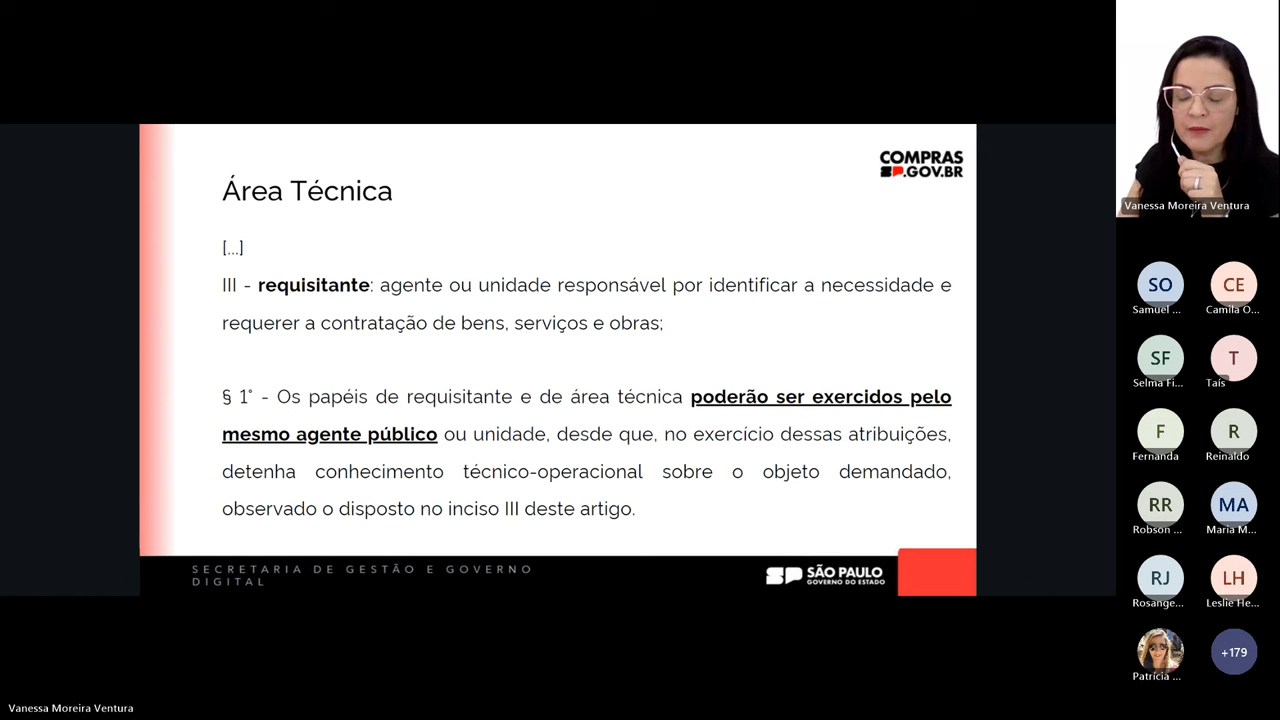 COMPRAS
SP.GOV.BR
Área Técnica
[...]
III - requisitante: agente ou unidade responsável por identificar a necessidade e
requerer a contratação de bens, serviços e obras;
§ 1° - Os papéis de requisitante e de área técnica poderão ser exercidos pelo
mesmo agente público ou unidade, desde que, no exercício dessas atribuições,
detenha conhecimento técnico-operacional sobre o objeto demandado,
observado o disposto no inciso III deste artigo.
SECRETARIA DE GESTÃO E GOVERNO
DIGITAL
SP SÃO PAULO
GOVERNO DO ESTADO
Vanessa Moreira Ventura
SO
Samuel ...
CE
Camila O...
SF
Selma Fi...
T
Taís
F
Fernanda
R
Reinaldo
RR
Robson ...
MA
Maria M...
RJ
Rosange...
LH
Leslie He...
Patrícia ...
+179
Vanessa Moreira Ventura